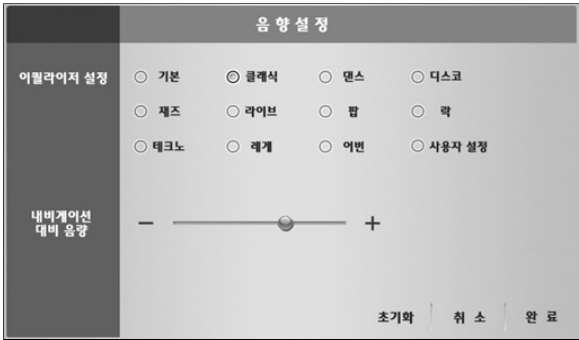 음향설정
이퀄라이저 설정
기본 클래식 댄스 디스코
재즈 라이브 팝 락
테크노 레게 어번 사용자 설정
내비게이션
대비 음량
− +
초기화 취소 완료